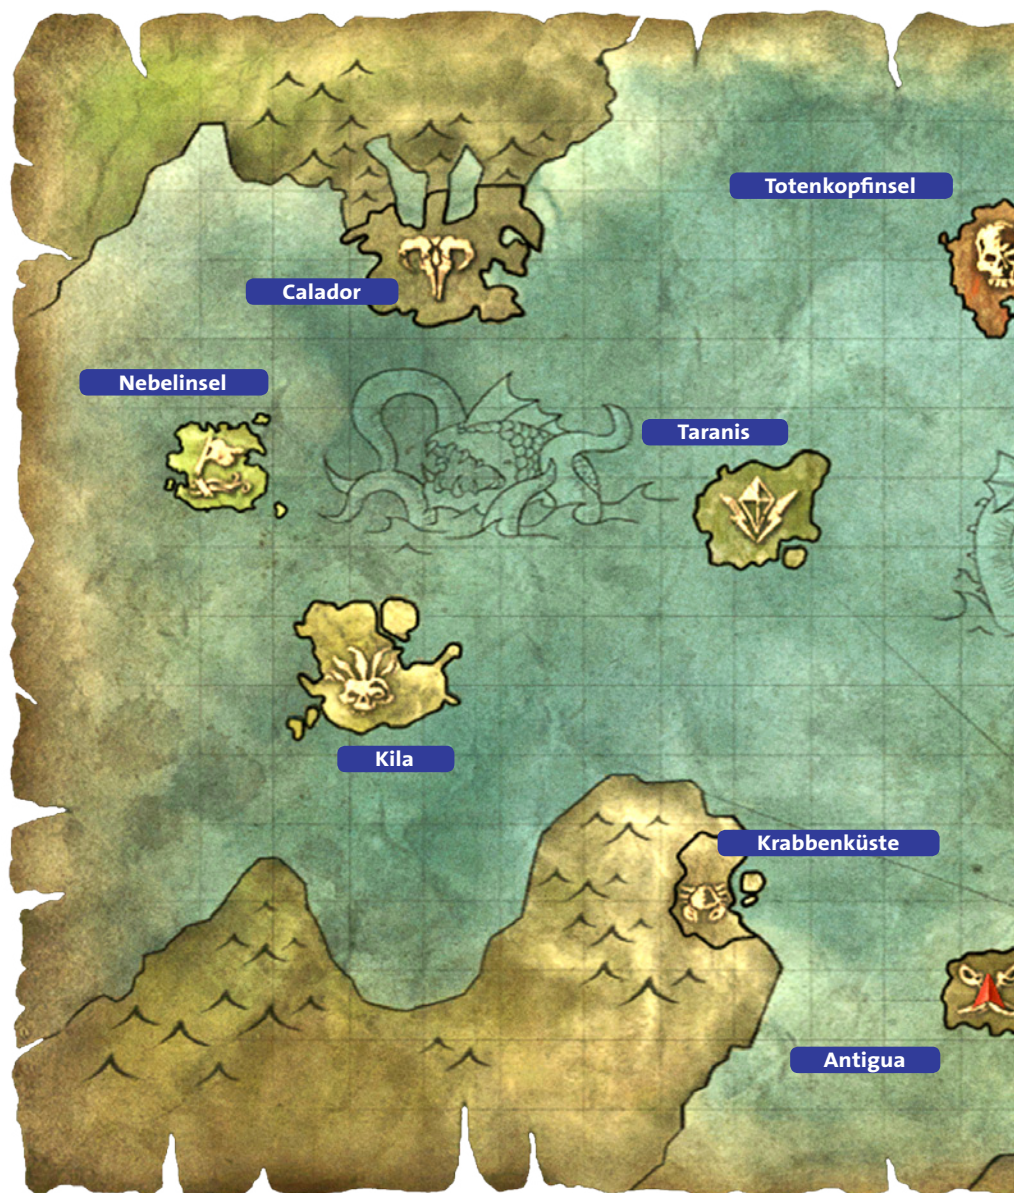 Totenkopfinsel
Calador
Nebelinsel
Taranis
Kila
Krabbenküste
Antigua